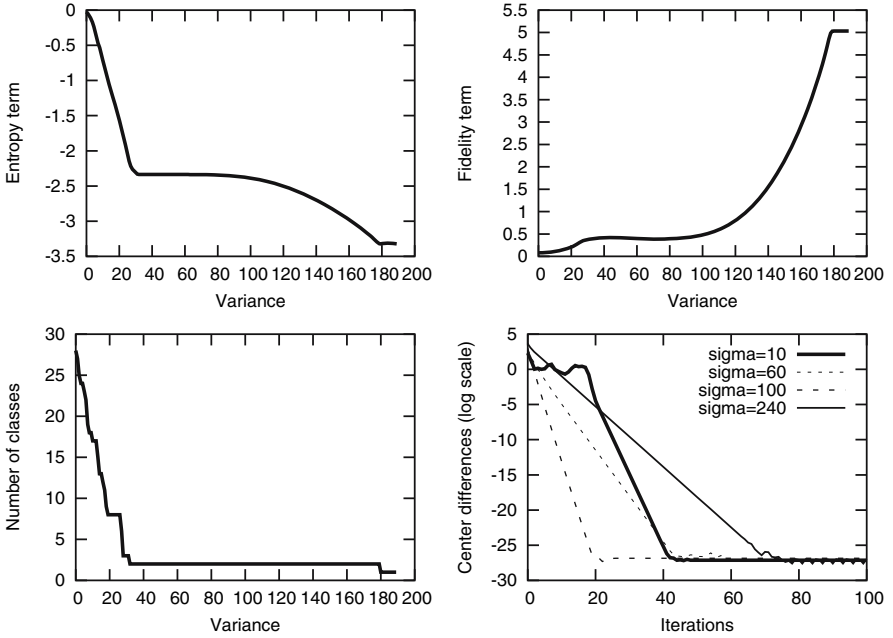 0
-0.5
-1
-1.5
-2
-2.5
-3
-3.5
Entropy term
0 20 40 60 80 100 120 140 160 180 200
Variance
5.5
5
4.5
4
3.5
3
2.5
2
1.5
1
0.5
0
Fidelity term
0 20 40 60 80 100 120 140 160 180 200
Variance
30
25
20
15
10
5
0
Number of classes
0 20 40 60 80 100 120 140 160 180 200
Variance
5
0
-5
-10
-15
-20
-25
-30
Center differences (log scale)
sigma=10
sigma=60
sigma=100
sigma=240
0 20 40 60 80 100
Iterations